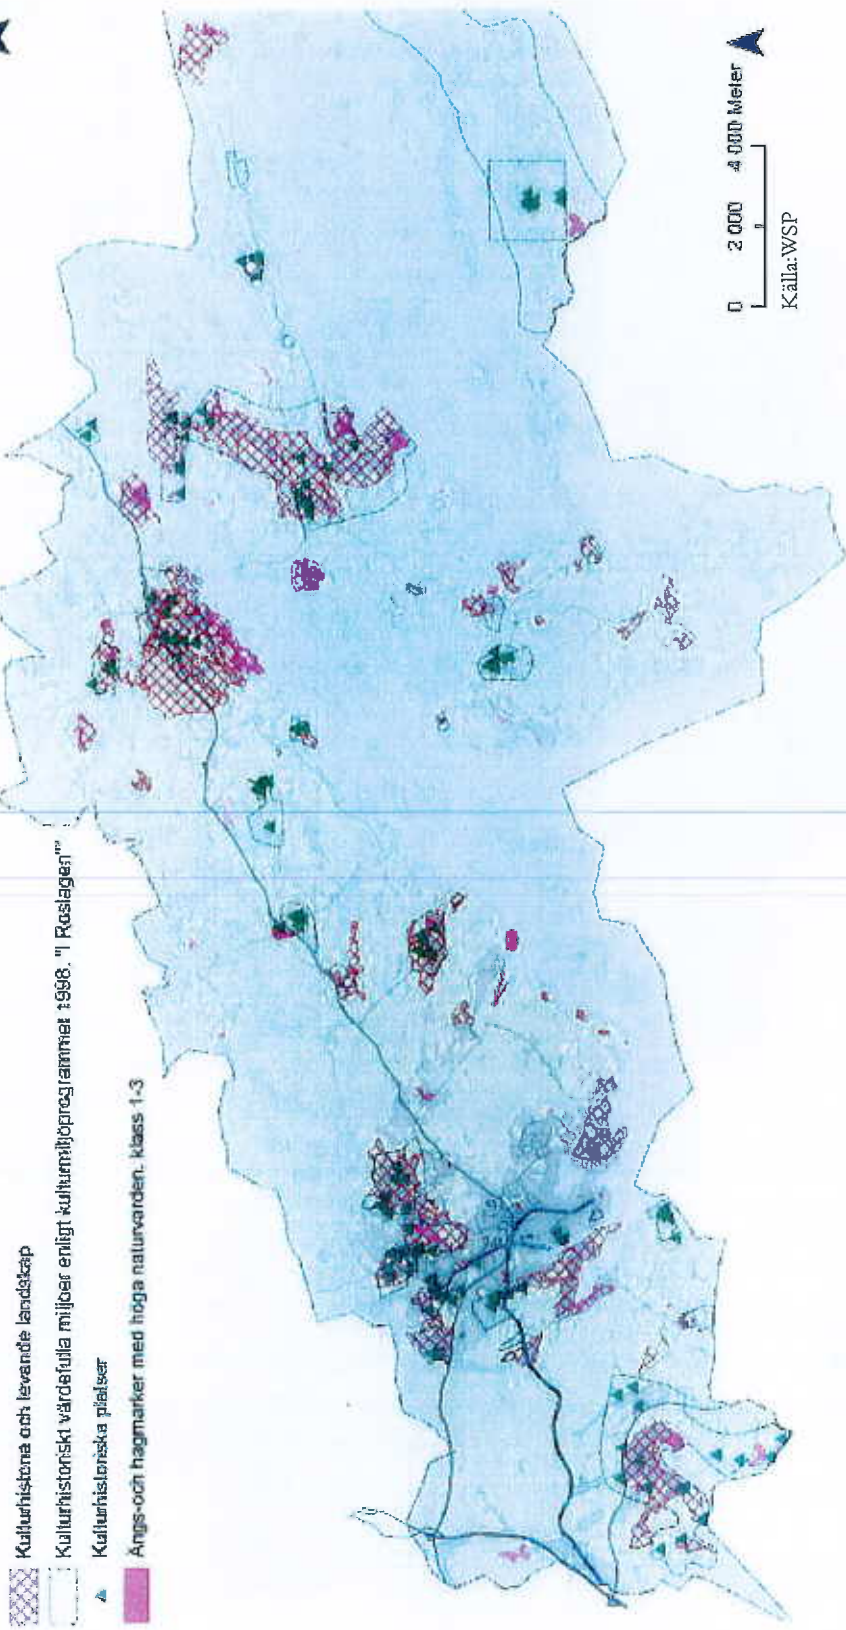 Kulturhistoria och levande landskap
Kulturhistoriskt värdefulla miljöer enligt kulturmiljöprogrammet 1998. "I Roslagen""
Kulturhistoriska platser
Ängs-och hagmarker med höga naturvärden. klass 1-3
0 2 000 4 000 Meter
Källa:WSP